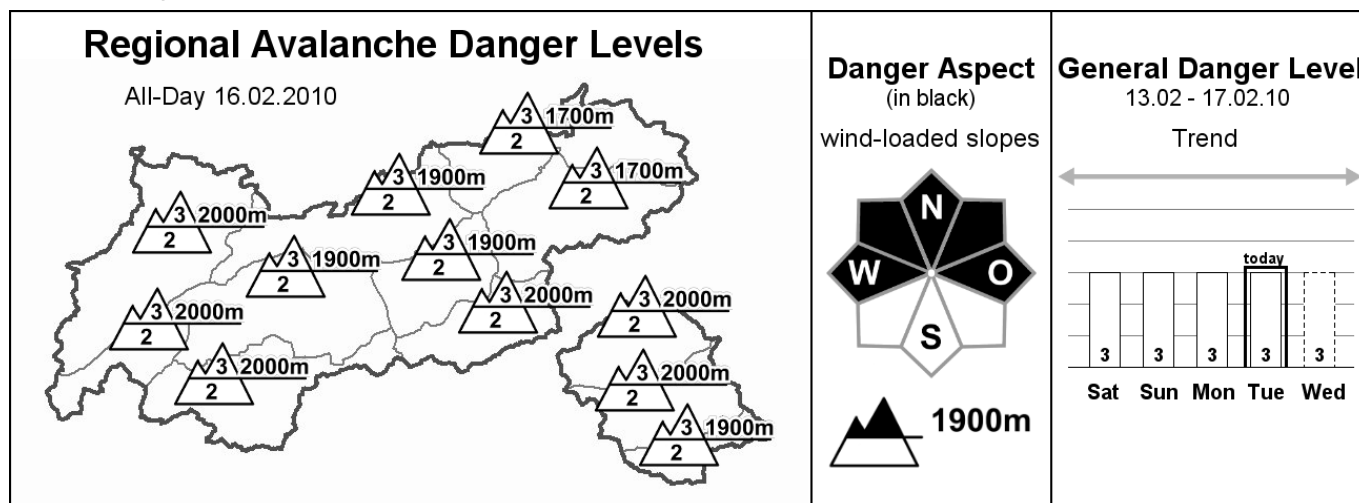 Regional Avalanche Danger Levels
All-Day 16.02.2010
3 1700m
2
3 1700m
2
3 1900m
2
3 2000m
2
3 1900m
2
3 1900m
2
3 2000m
2
3 2000m
2
3 2000m
2
3 2000m
2
3 2000m
2
3 1900m
2
Danger Aspect
(in black)
wind-loaded slopes
N
W
O
S
1900m
General Danger Level
13.02 - 17.02.10
Trend
today
3 3 3 3 3
Sat Sun Mon Tue Wed